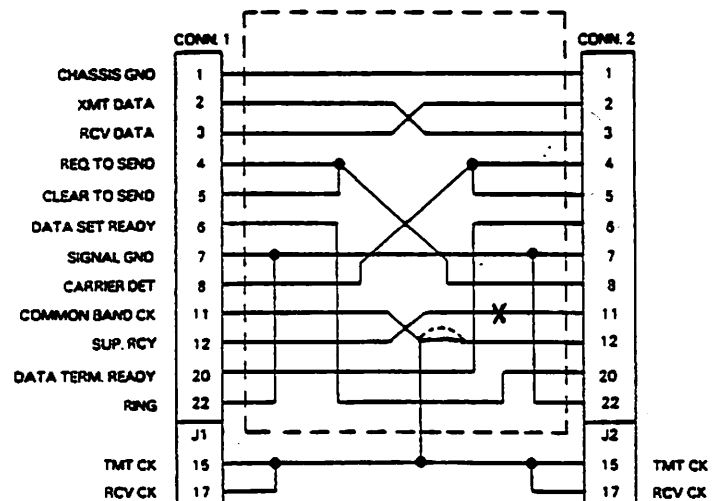 CONN. 1 CONN. 2
CHASSIS GND 1 1
XMT DATA 2 2
RCV DATA 3 3
REQ. TO SEND 4 4
CLEAR TO SEND 5 5
DATA SET READY 6 6
SIGNAL GND 7 7
CARRIER DET 8 8
COMMON BAND CK 11 X 11
SUP. RCY 12 12
DATA TERM. READY 20 20
RING 22 22
J1 J2
TMT CK 15 15 TMT CK
RCV CK 17 17 RCV CK